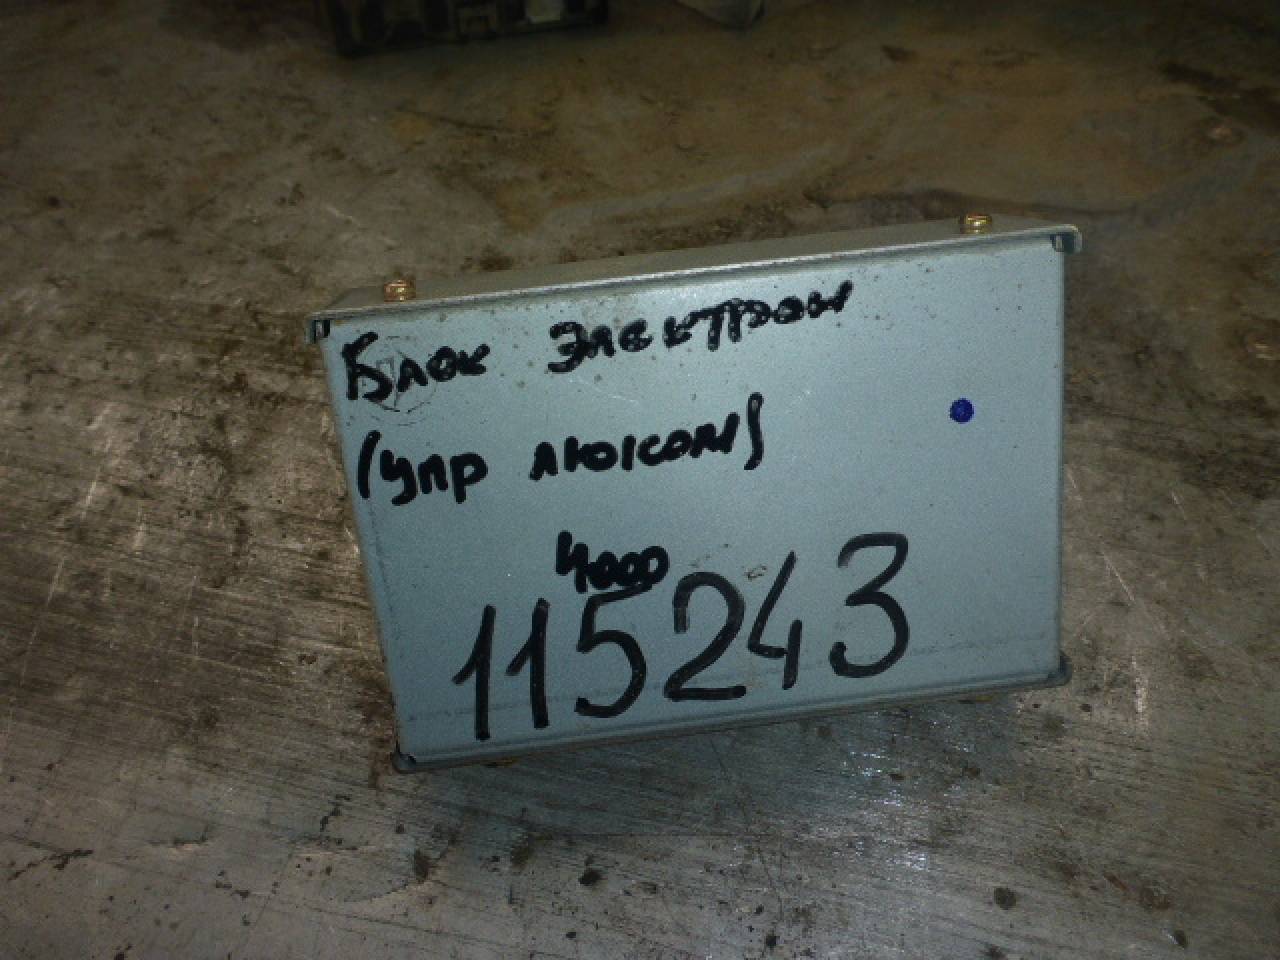 Блок электрон
(упр люком)
4000
115243